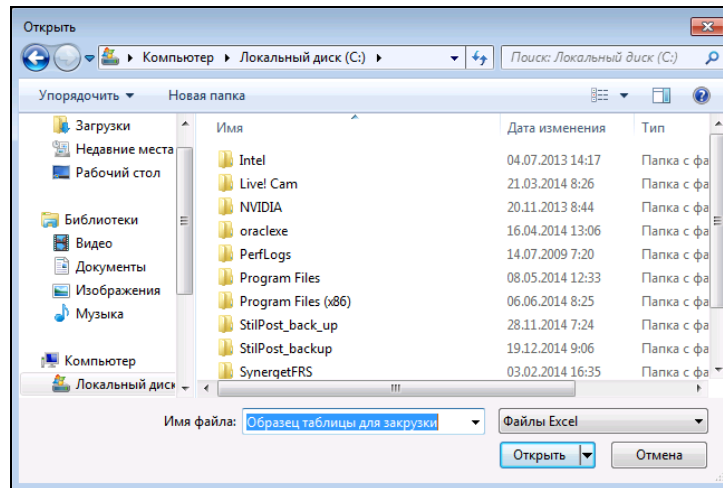 Открыть
Компьютер Локальный диск (C:) Поиск: Локальный диск (C:)
Упорядочить Новая папка
Загрузки
Недавние места
Рабочий стол
Библиотеки
Видео
Документы
Изображения
Музыка
Компьютер
Локальный диск
Имя Дата изменения Тип
Intel 04.07.2013 14:17 Папка с фа
Live! Cam 21.03.2014 8:26 Папка с фа
NVIDIA 20.11.2013 8:44 Папка с фа
oraclexe 16.04.2014 13:06 Папка с фа
PerfLogs 14.07.2009 7:20 Папка с фа
Program Files 08.05.2014 12:33 Папка с фа
Program Files (x86) 06.06.2014 8:25 Папка с фа
StilPost_back_up 28.11.2014 7:24 Папка с фа
StilPost_backup 19.12.2014 9:06 Папка с фа
SynergetFRS 03.02.2014 16:35 Папка с фа
Имя файла: Образец таблицы для закрузки Файлы Excel
Открыть Отмена